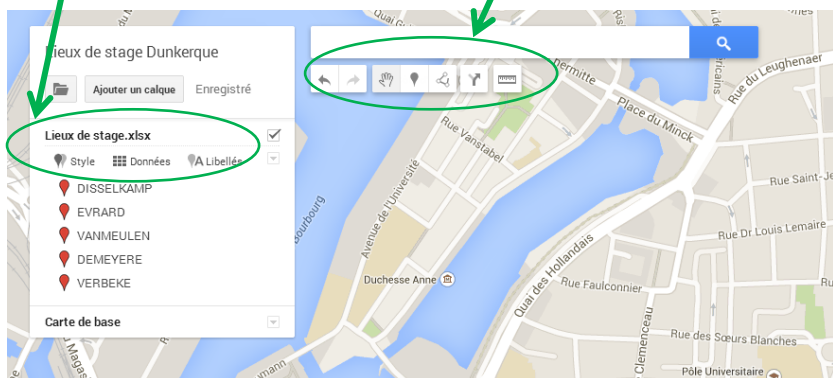 Lieux de stage Dunkerque
Ajouter un calque Enregistré
Lieux de stage.xlsx
Style Données Libellés
DISSELKAMP
EVRARD
VANMEULEN
DEMEYERE
VERBEKE
Carte de base
Rue du Leughenaer
Place du Minck
Rue Vanstabel
Avenue de l'Université
Rue Saint-Je
Rue Dr Louis Lemaire
Quai des Hollandais
Duchesse Anne
Rue Faulconnier
Clemenceau
Rue des Sœurs Blanches
Pôle Universitaire